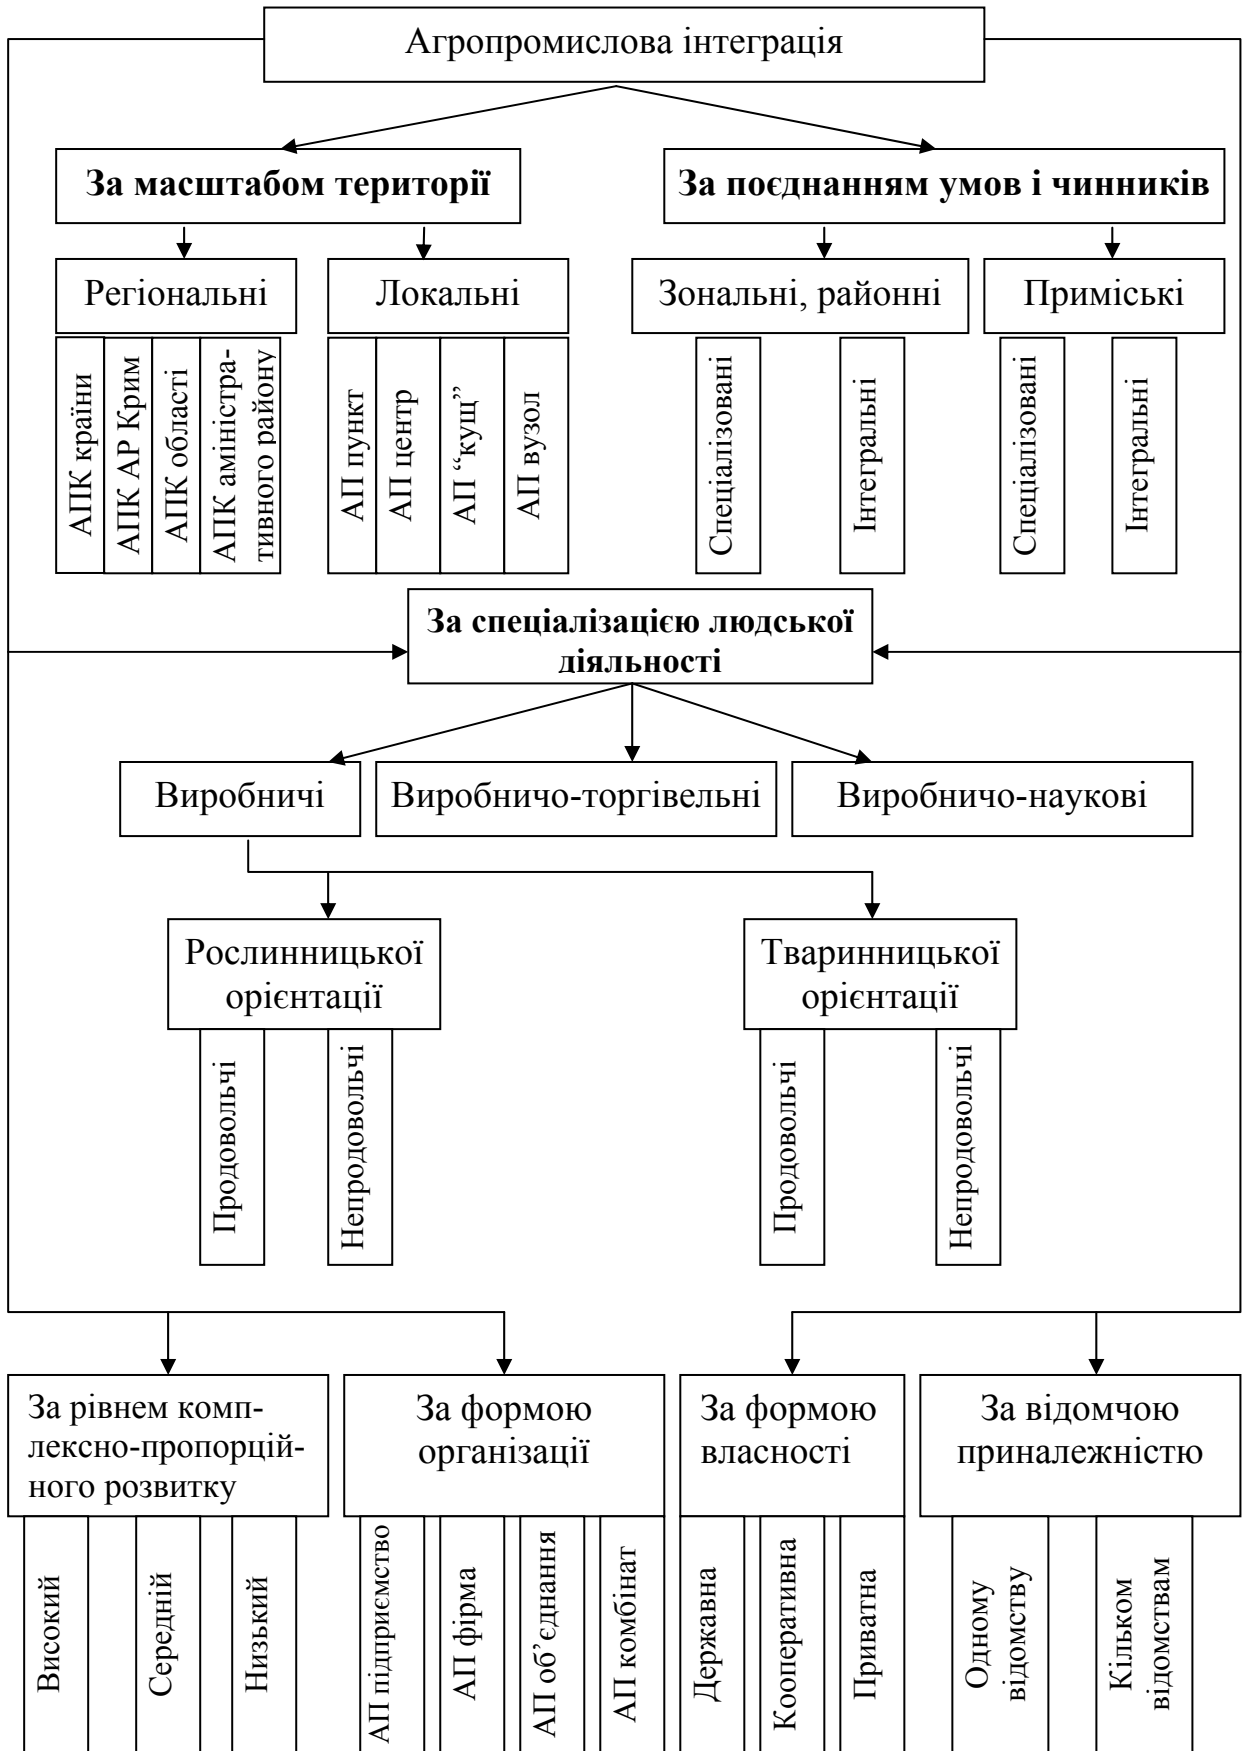 Агропромислова інтеграція
За масштабом території
За поєднанням умов і чинників
Регіональні
Локальні
Зональні, районні
Приміські
АПК країни
АПК АР Крим
АПК області
АПК аміністра-
тивного району
АП пункт
АП центр
АП “кущ”
АП вузол
Спеціалізовані
Інтегральні
Спеціалізовані
Інтегральні
За спеціалізацією людської
діяльності
Виробничі
Виробничо-торгівельні
Виробничо-наукові
Рослинницької
орієнтації
Тваринницької
орієнтації
Продовольчі
Непродовольчі
Продовольчі
Непродовольчі
За рівнем комп-
лексно-пропорцій-
ного розвитку
За формою
організації
За формою
власності
За відомчою
приналежністю
Високий
Середній
Низький
АП підприємство
АП фірма
АП об’єднання
АП комбінат
Державна
Кооперативна
Приватна
Одному
відомству
Кільком
відомствам